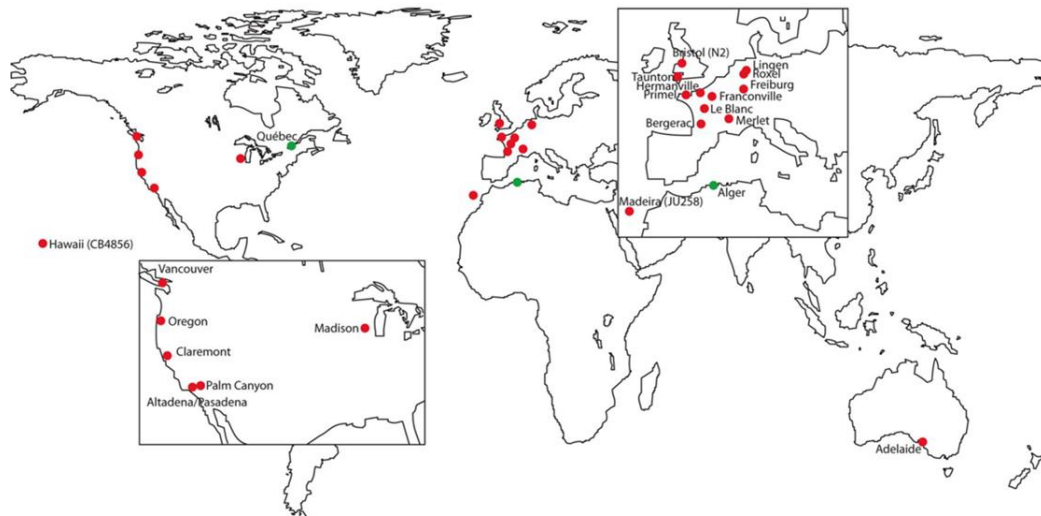 Québec
Hawaii (CB4856)
Bristol (N2)
Taunton
Hermanville
Primel
Lingen
Roxel
Freiburg
Franconville
Le Blanc
Bergerac
Merlet
Alger
Madeira (JU258)
Vancouver
Oregon
Madison
Claremont
Palm Canyon
Altadena/Pasadena
Adelaide